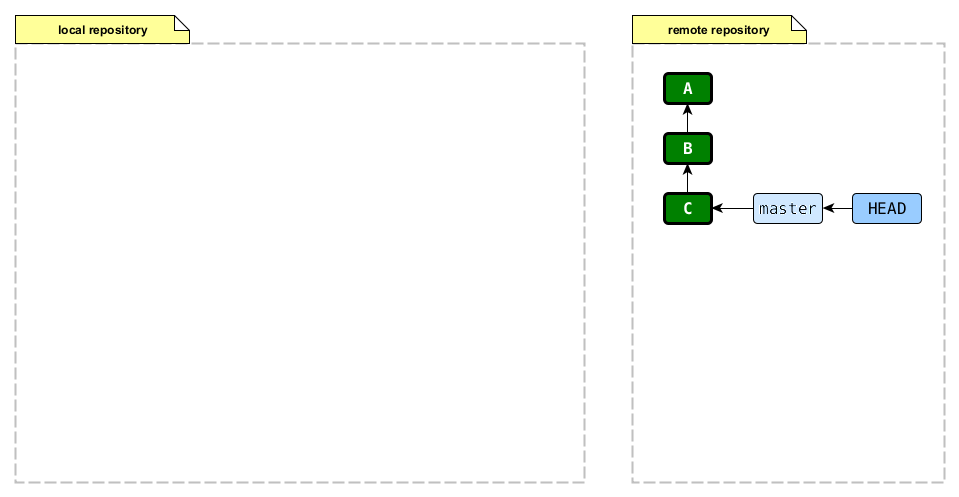 local repository
remote repository
A
B
C
master
HEAD